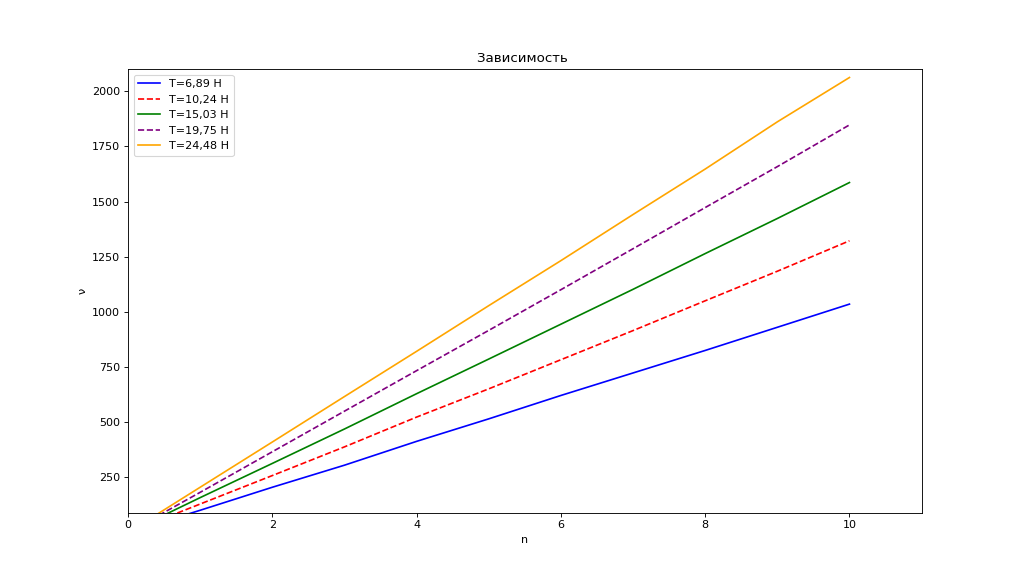 Зависимость
T=6,89 Н
T=10,24 Н
T=15,03 Н
T=19,75 Н
T=24,48 Н
2000
1750
1500
1250
1000
750
500
250
ν
0 2 4 6 8 10
n